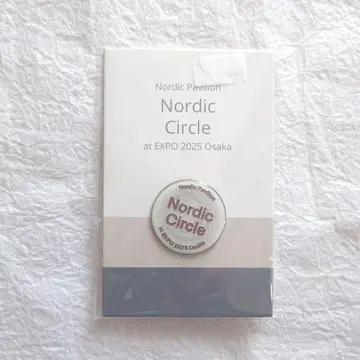 Nordic Pavilion
Nordic
Circle
at EXPO 2025 Osaka
Nordic Pavilion
Nordic
Circle
at EXPO 2025 Osaka